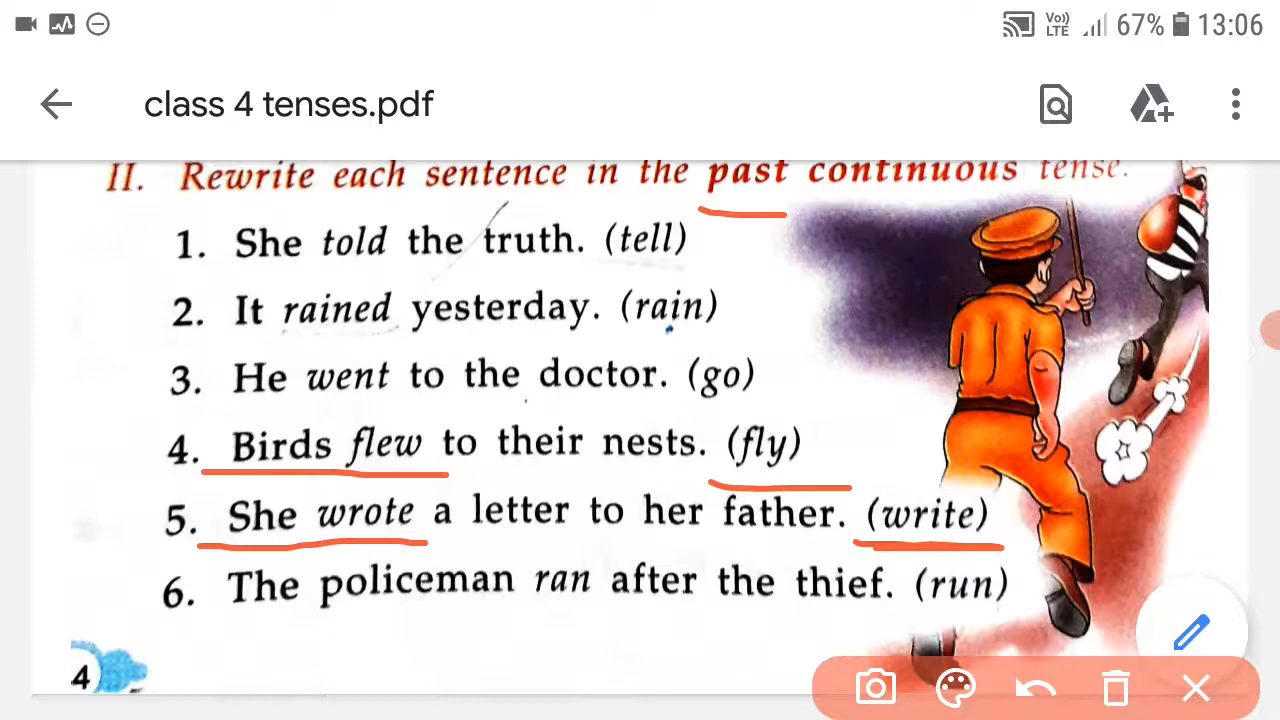 Vo))
LTE 67% 13:06
class 4 tenses.pdf
II. Rewrite each sentence in the past continuous tense.
1. She told the truth. (tell)
2. It rained yesterday. (rain)
3. He went to the doctor. (go)
4. Birds flew to their nests. (fly)
5. She wrote a letter to her father. (write)
6. The policeman ran after the thief. (run)
4